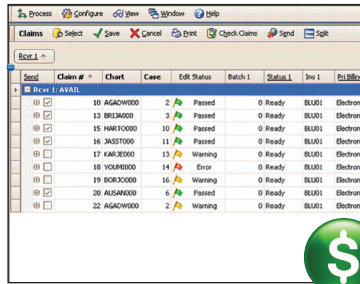 Process Configure View Window Help
Claims Select Save Cancel Print Check Claims Send Split
Rcvr 1
Send Claim # Chart Case Edit Status Batch 1 Status 1 Ins 1 Pri Billin
Rcvr 1: AVAIL
10 AGADW000 2 Passed 0 Ready BLU01 Electron
13 BRIJA000 3 Passed 0 Ready BLU01 Electron
15 HARTO000 10 Passed 0 Ready BLU01 Electron
16 JASST000 11 Passed 0 Ready BLU01 Electron
17 KARJE000 13 Warning 0 Ready BLU01 Electron
18 YOUMI000 14 Error 0 Ready BLU01 Electron
19 BORJO000 16 Warning 0 Ready BLU01 Electron
20 AUSAN000 6 Passed 0 Ready BLU01 Electron
22 AGADW000 2 Warning 0 Ready BLU01 Electron
$